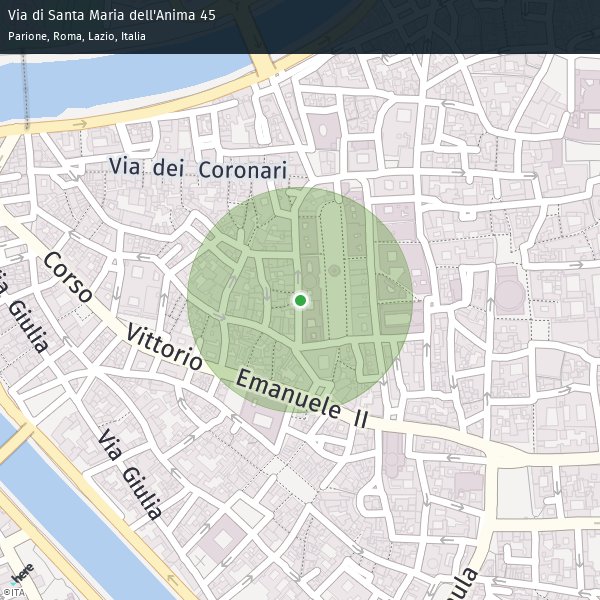 Via di Santa Maria dell'Anima 45
Parione, Roma, Lazio, Italia
Via dei Coronari
Corso Vittorio Emanuele II
Via Giulia
Via Giulia
here
©ITA